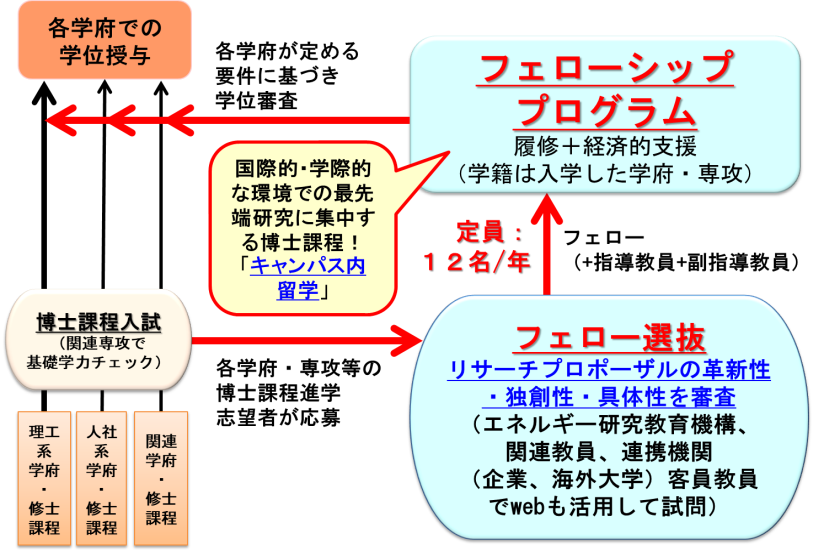 各学府での
学位授与
各学府が定める
要件に基づき
学位審査
フェローシップ
プログラム
履修＋経済的支援
（学籍は入学した学府・専攻）
国際的・学際的
な環境での最先
端研究に集中す
る博士課程！
「キャンパス内
留学」
定員：
１２名/年
フェロー
（+指導教員+副指導教員）
博士課程入試
（関連専攻で
基礎学力チェック）
各学府・専攻等の
博士課程進学
志望者が応募
フェロー選抜
リサーチプロポーザルの革新性
・独創性・具体性を審査
（エネルギー研究教育機構、
関連教員、連携機関
（企業、海外大学）客員教員
でwebも活用して試問）
理工
系
学府
・
修士
課程
人社
系
学府
・
修士
課程
関連
学府
・
修士
課程